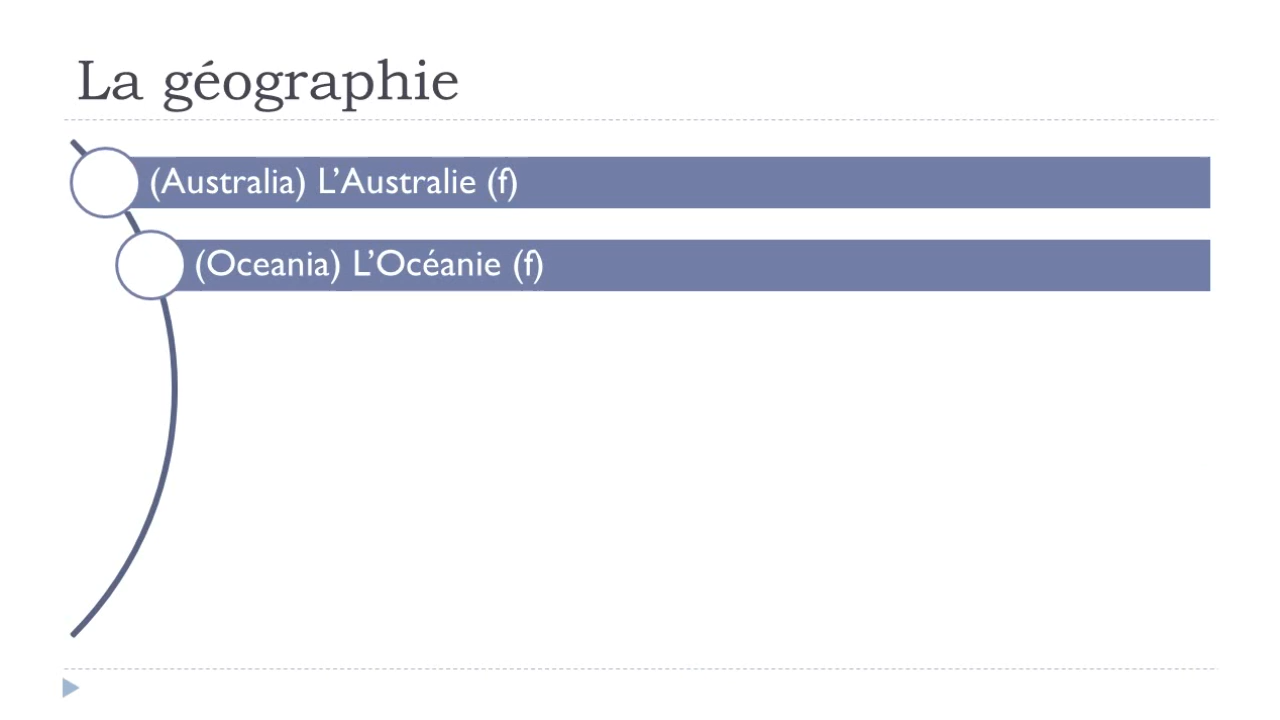 La géographie
(Australia) L’Australie (f)
(Oceania) L’Océanie (f)